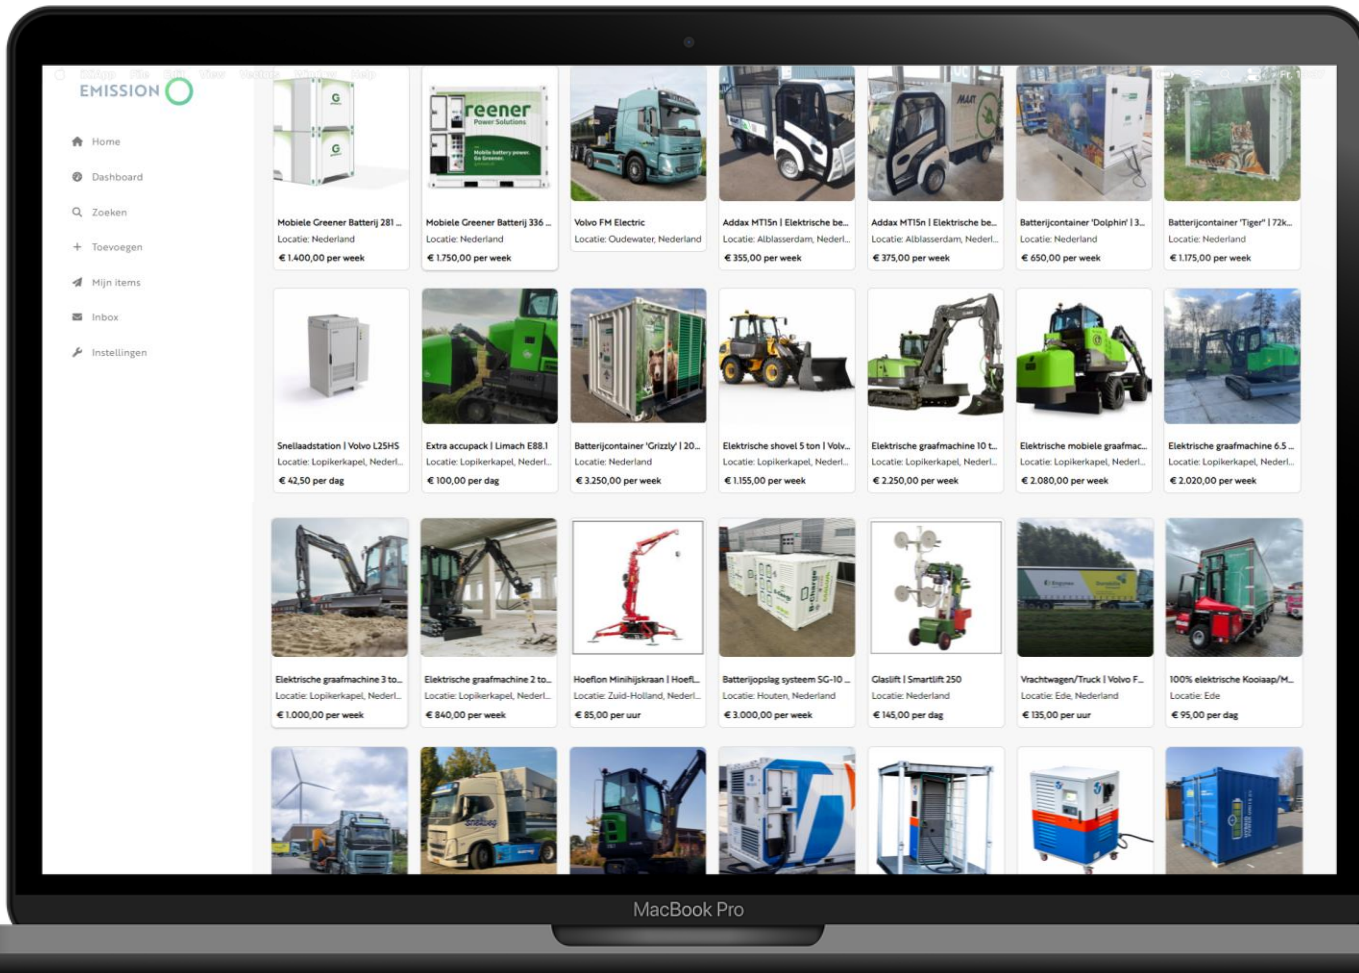 EMISSION
Home
Dashboard
Zoeken
Toevoegen
Mijn items
Inbox
Instellingen
G
G
reener
Power Solutions
Mobile battery power.
Go Greener.
MAAT
Mobiele Greener Batterij 281 ...
Locatie: Nederland
€ 1.400,00 per week
Mobiele Greener Batterij 336 ...
Locatie: Nederland
€ 1.750,00 per week
Volvo FM Electric
Locatie: Oudewater, Nederland
Addax MT15n | Elektrische be...
Locatie: Alblasserdam, Nederl...
€ 355,00 per week
Addax MT15n | Elektrische be...
Locatie: Alblasserdam, Nederl...
€ 375,00 per week
Batterijcontainer 'Dolphin' | 3...
Locatie: Nederland
€ 650,00 per week
Batterijcontainer 'Tiger" | 72k...
Locatie: Nederland
€ 1.175,00 per week
Snellaadstation | Volvo L25HS
Locatie: Lopikerkapel, Nederl...
€ 42,50 per dag
Extra accupack | Limach E88.1
Locatie: Lopikerkapel, Nederl...
€ 100,00 per dag
Batterijcontainer 'Grizzly' | 20...
Locatie: Nederland
€ 3.250,00 per week
Elektrische shovel 5 ton | Volv...
Locatie: Lopikerkapel, Nederl...
€ 1.155,00 per week
Elektrische graafmachine 10 t...
Locatie: Lopikerkapel, Nederl...
€ 2.250,00 per week
Elektrische mobiele graafmac...
Locatie: Lopikerkapel, Nederl...
€ 2.080,00 per week
Elektrische graafmachine 6.5 ...
Locatie: Lopikerkapel, Nederl...
€ 2.020,00 per week
B-Charge
Elektrische graafmachine 3 to...
Locatie: Lopikerkapel, Nederl...
€ 1.000,00 per week
Elektrische graafmachine 2 to...
Locatie: Lopikerkapel, Nederl...
€ 840,00 per week
Hoeflon Minihijskraan | Hoefl...
Locatie: Zuid-Holland, Nederl...
€ 85,00 per uur
Batterijopslag systeem SG-10 ...
Locatie: Houten, Nederland
€ 3.000,00 per week
Glaslift | Smartlift 250
Locatie: Nederland
€ 145,00 per dag
Vrachtwagen/Truck | Volvo F...
Locatie: Ede, Nederland
€ 135,00 per uur
100% elektrische Kooiaap/M...
Locatie: Ede
€ 95,00 per dag
MacBook Pro